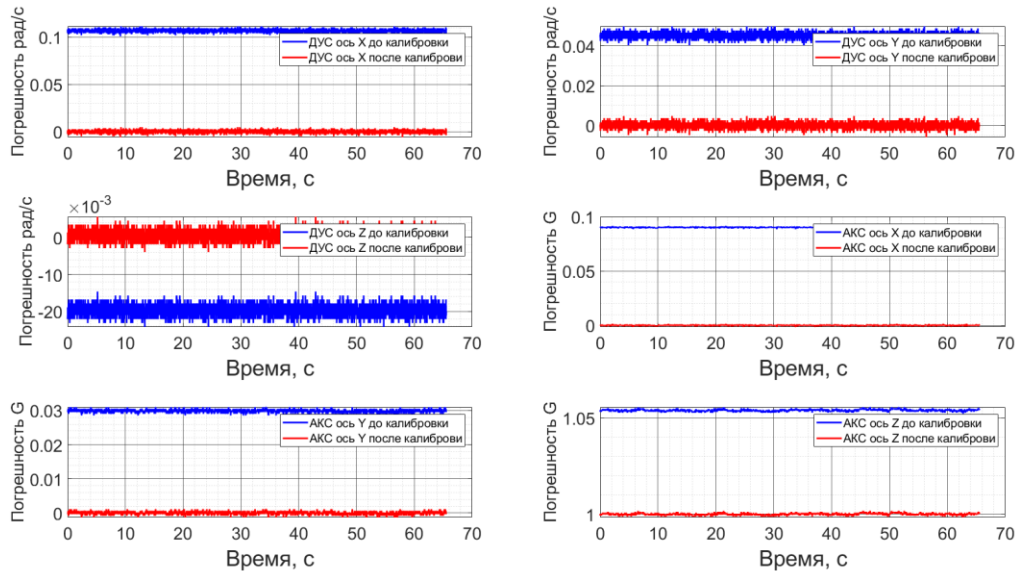 Погрешность рад/с
0.1
0.05
0
ДУС ось X до калибровки
ДУС ось X после калиброви
0 10 20 30 40 50 60 70
Время, с
Погрешность рад/с
0.04
0.02
0
ДУС ось Y до калибровки
ДУС ось Y после калиброви
0 10 20 30 40 50 60 70
Время, с
Погрешность рад/с
×10⁻³
0
-10
-20
ДУС ось Z до калибровки
ДУС ось Z после калиброви
0 10 20 30 40 50 60 70
Время, с
Погрешность G
0.1
0.05
0
АКС ось X до калибровки
АКС ось X после калиброви
0 10 20 30 40 50 60 70
Время, с
Погрешность G
0.03
0.02
0.01
0
АКС ось Y до калибровки
АКС ось Y после калиброви
0 10 20 30 40 50 60 70
Время, с
Погрешность G
1.05
1
АКС ось Z до калибровки
АКС ось Z после калиброви
0 10 20 30 40 50 60 70
Время, с